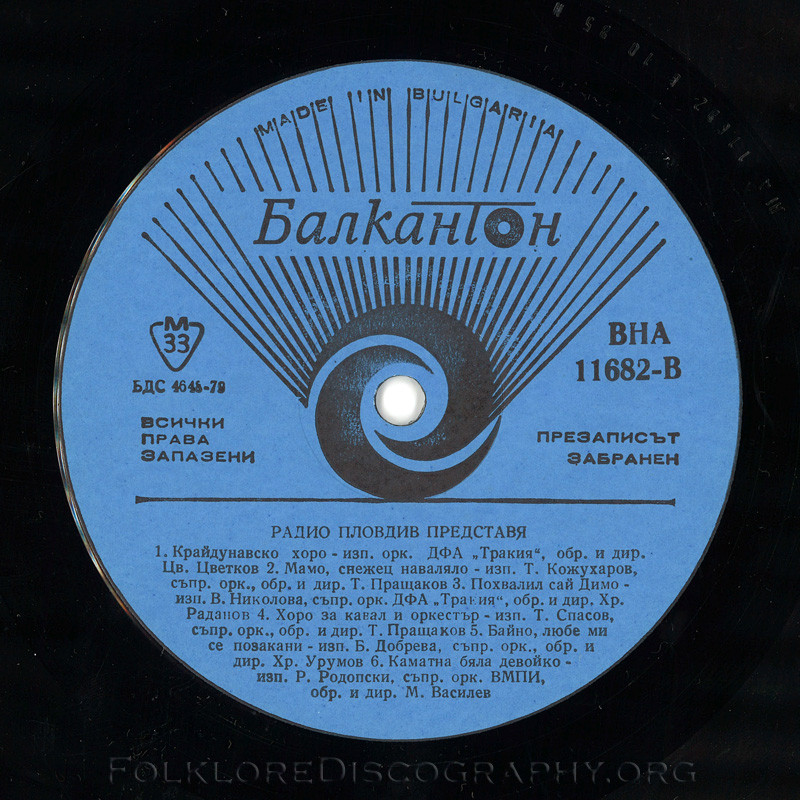 MADE IN BULGARIA
Балкантон
М
33
БДС 4645-79
ВНА
11682-В
ВСИЧКИ
ПРАВА
ЗАПАЗЕНИ
ПРЕЗАПИСЪТ
ЗАБРАНЕН
РАДИО ПЛОВДИВ ПРЕДСТАВЯ
1. Крайдунавско хоро - изп. орк. ДФА „Тракия“, обр. и дир.
Цв. Цветков 2. Мамо, снежец наваляло - изп. Т. Кожухаров,
съпр. орк., обр. и дир. Т. Пращаков 3. Похвалил сай Димо -
изп. В. Николова, съпр. орк. ДФА „Тракия“, обр. и дир. Хр.
Раданов 4. Хоро за кавал и оркестър - изп. Т. Спасов,
съпр. орк., обр. и дир. Т. Пращаков 5. Байно, любе ми
се позакани - изп. Б. Добрева, съпр. орк., обр. и
дир. Хр. Урумов 6. Каматна бяла девойко -
изп. Р. Родопски, съпр. орк. ВМПИ,
обр. и дир. М. Василев
FOLKLOREDISCOGRAPHY.ORG